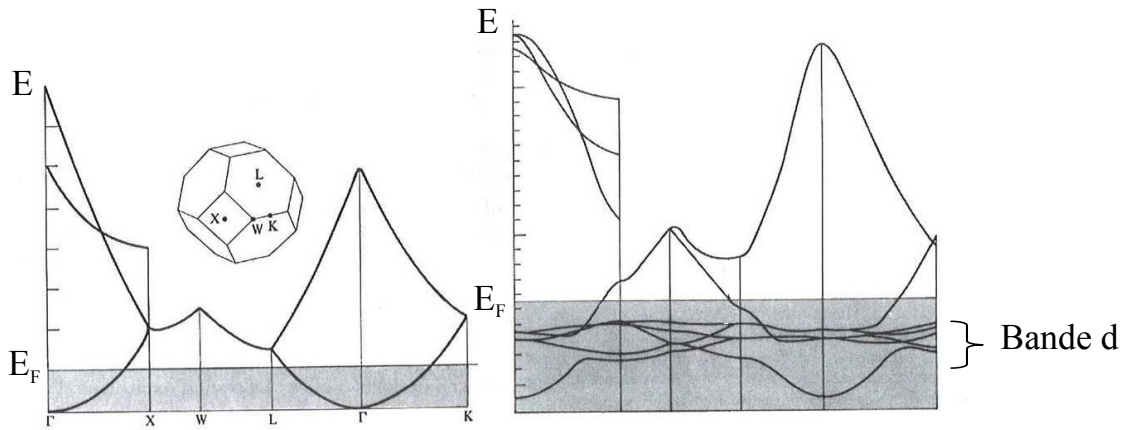 E
E
L
X
W K
E_F
E_F
Bande d
Γ X W L Γ K